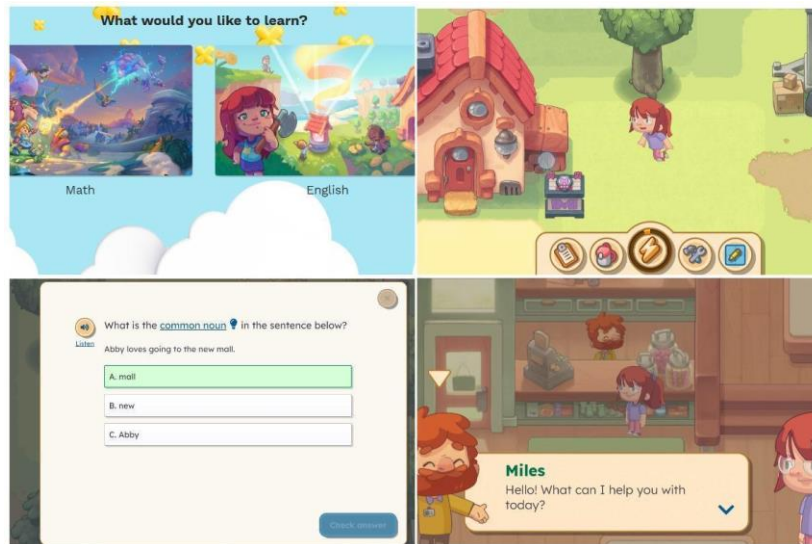 What would you like to learn?
Math
English
Listen
What is the common noun in the sentence below?
Abby loves going to the new mall.
A. mall
B. new
C. Abby
Check answer
Miles
Hello! What can I help you with
today?